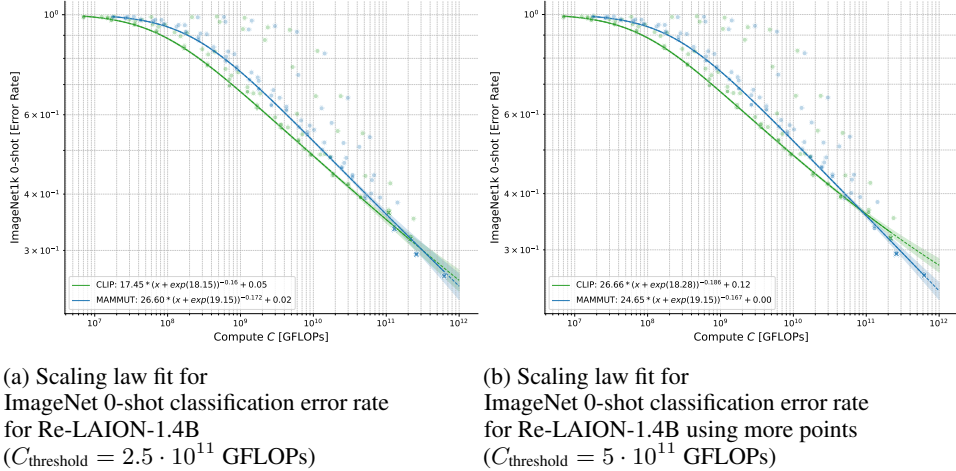 10⁰
6 × 10⁻¹
4 × 10⁻¹
3 × 10⁻¹
ImageNet1k 0-shot [Error Rate]
CLIP: 17.45 * (x + exp(18.15))^−0.16 + 0.05
MAMMUT: 26.60 * (x + exp(19.15))^−0.172 + 0.02
10⁷ 10⁸ 10⁹ 10¹⁰ 10¹¹ 10¹²
Compute C [GFLOPs]
(a) Scaling law fit for
ImageNet 0-shot classification error rate
for Re-LAION-1.4B
(C_threshold = 2.5 · 10¹¹ GFLOPs)
10⁰
6 × 10⁻¹
4 × 10⁻¹
3 × 10⁻¹
ImageNet1k 0-shot [Error Rate]
CLIP: 26.66 * (x + exp(18.28))^−0.186 + 0.12
MAMMUT: 24.65 * (x + exp(19.15))^−0.167 + 0.00
10⁷ 10⁸ 10⁹ 10¹⁰ 10¹¹ 10¹²
Compute C [GFLOPs]
(b) Scaling law fit for
ImageNet 0-shot classification error rate
for Re-LAION-1.4B using more points
(C_threshold = 5 · 10¹¹ GFLOPs)